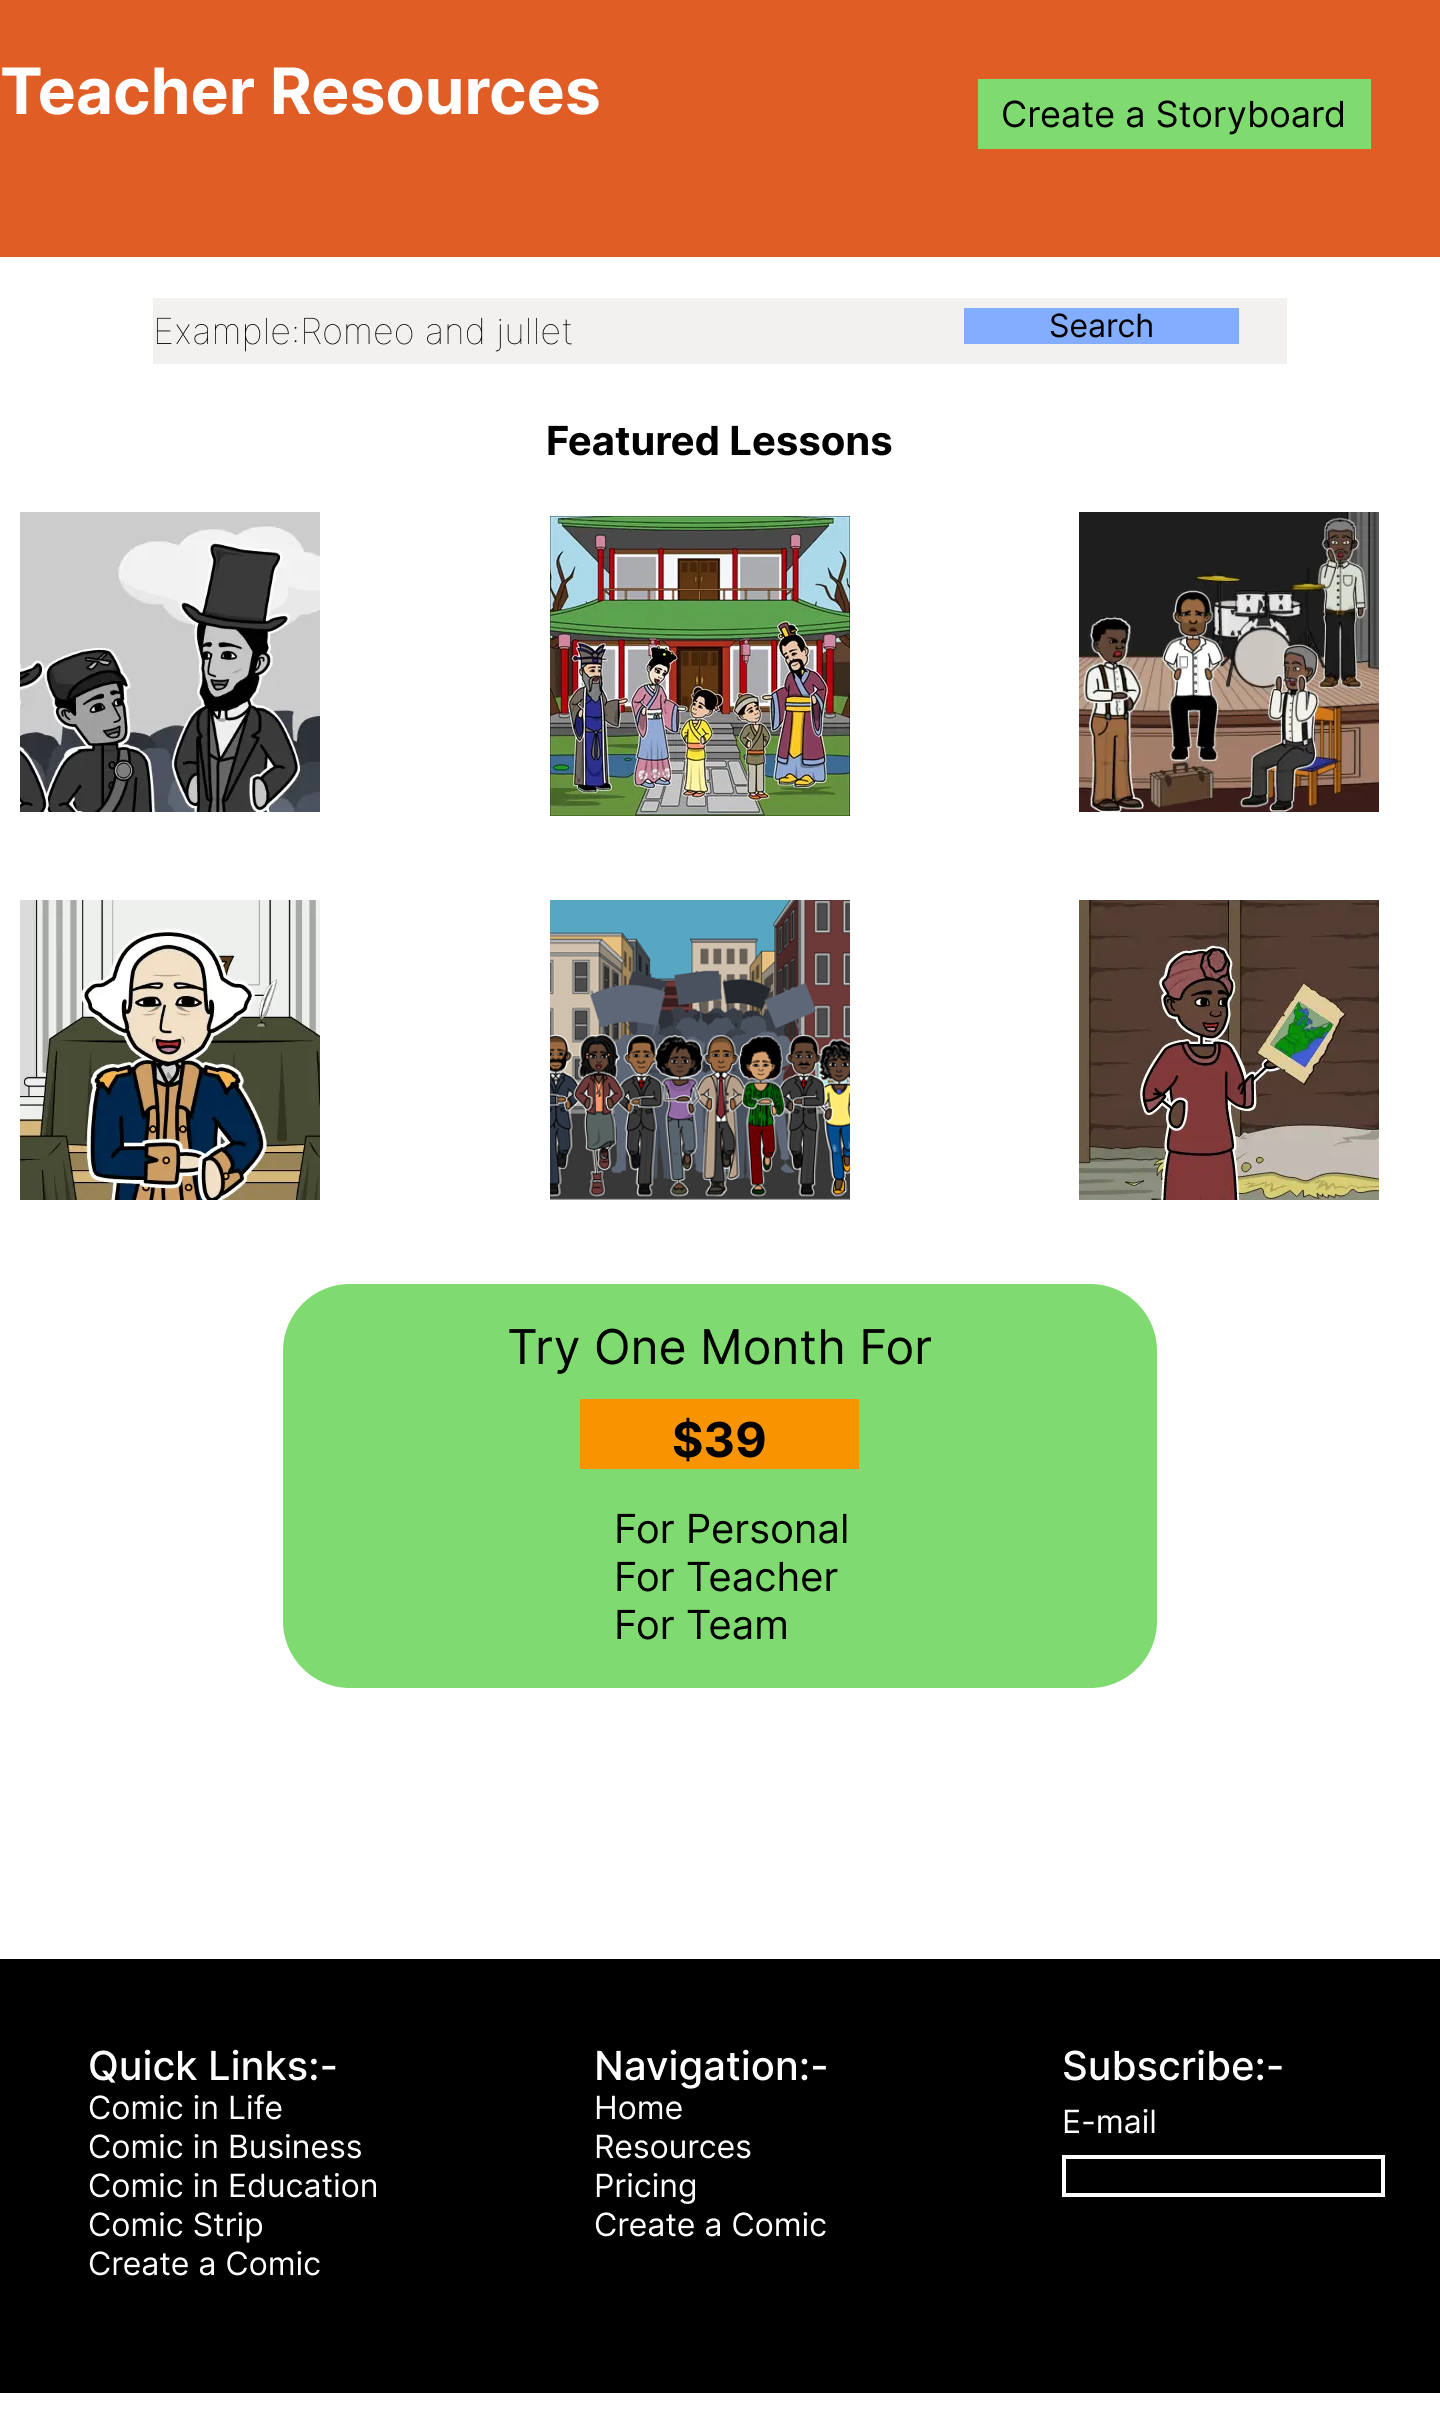 Teacher Resources
Create a Storyboard
Example:Romeo and jullet
Search
Featured Lessons
Try One Month For
$39
For Personal
For Teacher
For Team
Quick Links:-
Comic in Life
Comic in Business
Comic in Education
Comic Strip
Create a Comic
Navigation:-
Home
Resources
Pricing
Create a Comic
Subscribe:-
E-mail